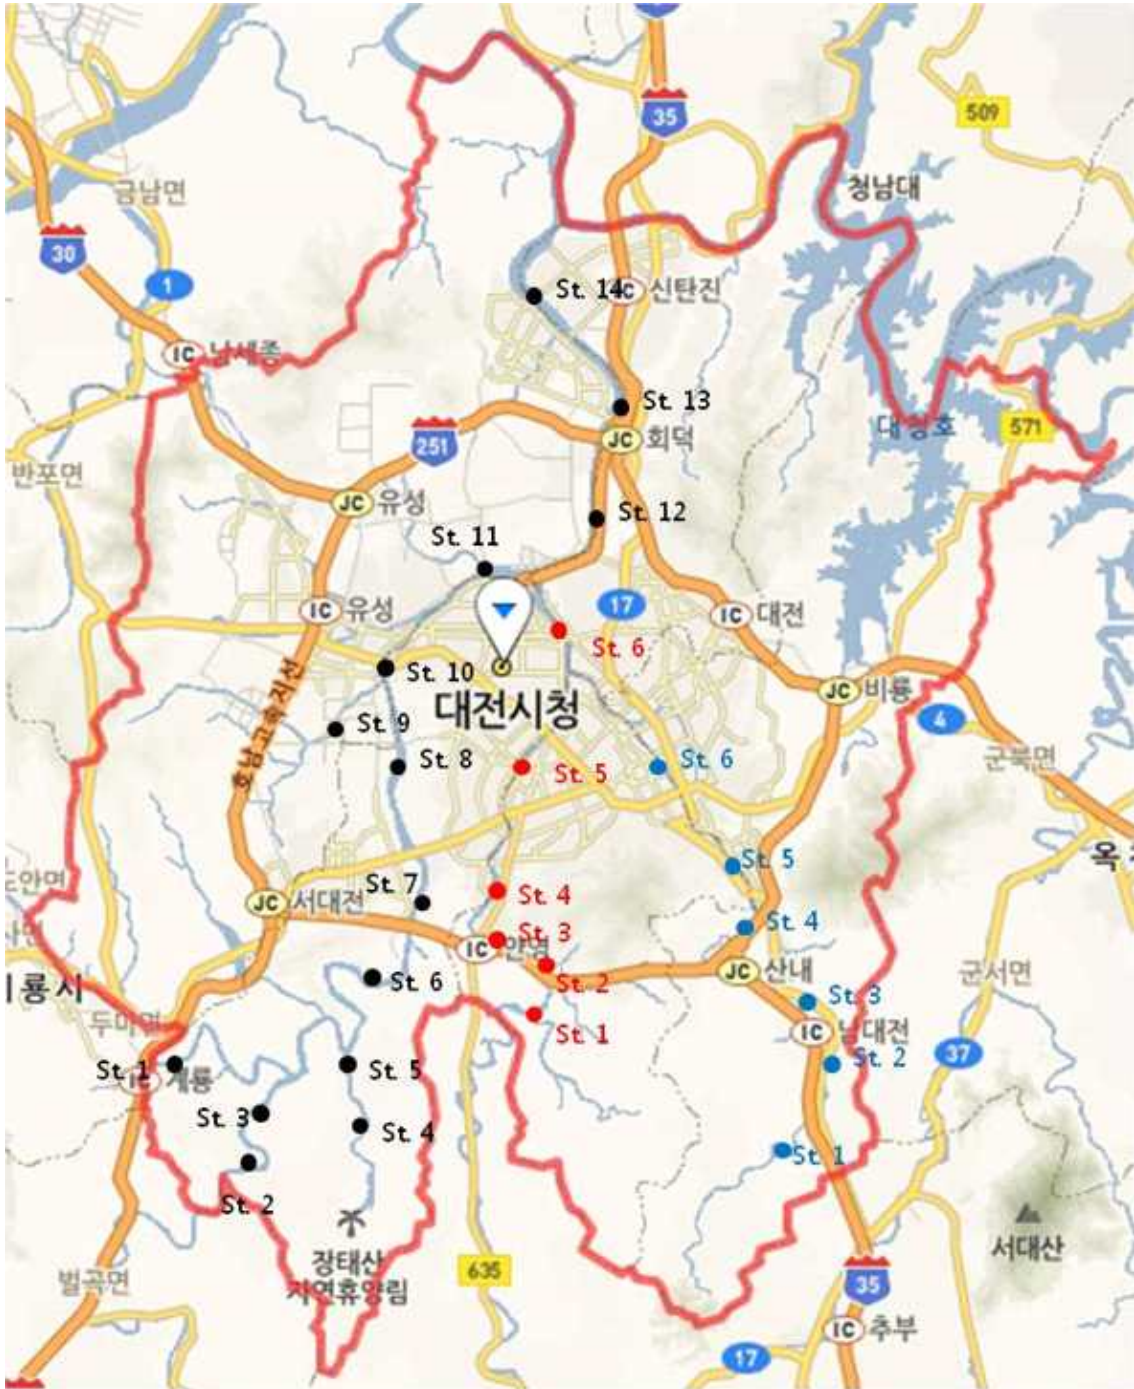 35
509
금남면
청남대
30
1
St. 14
신탄진
IC
남세종
St. 13
대청호
571
251
JC
회덕
반포면
JC
유성
St. 12
St. 11
IC
유성
17
IC
대전
St. 6
St. 10
대전시청
JC
비룡
호남고속지선
St. 9
4
St. 8
St. 5
St. 6
군북면
St. 5
옥
도안면
St. 7
St. 4
JC
서대전
St. 3
IC
안영
St. 4
St. 2
JC
산내
군서면
St. 6
St. 3
두마면
St. 1
IC
남대전
St. 1
IC
계룡
St. 5
St. 2
37
St. 3
St. 4
St. 1
St. 2
장태산
자연휴양림
서대산
635
벌곡면
35
IC
추부
17